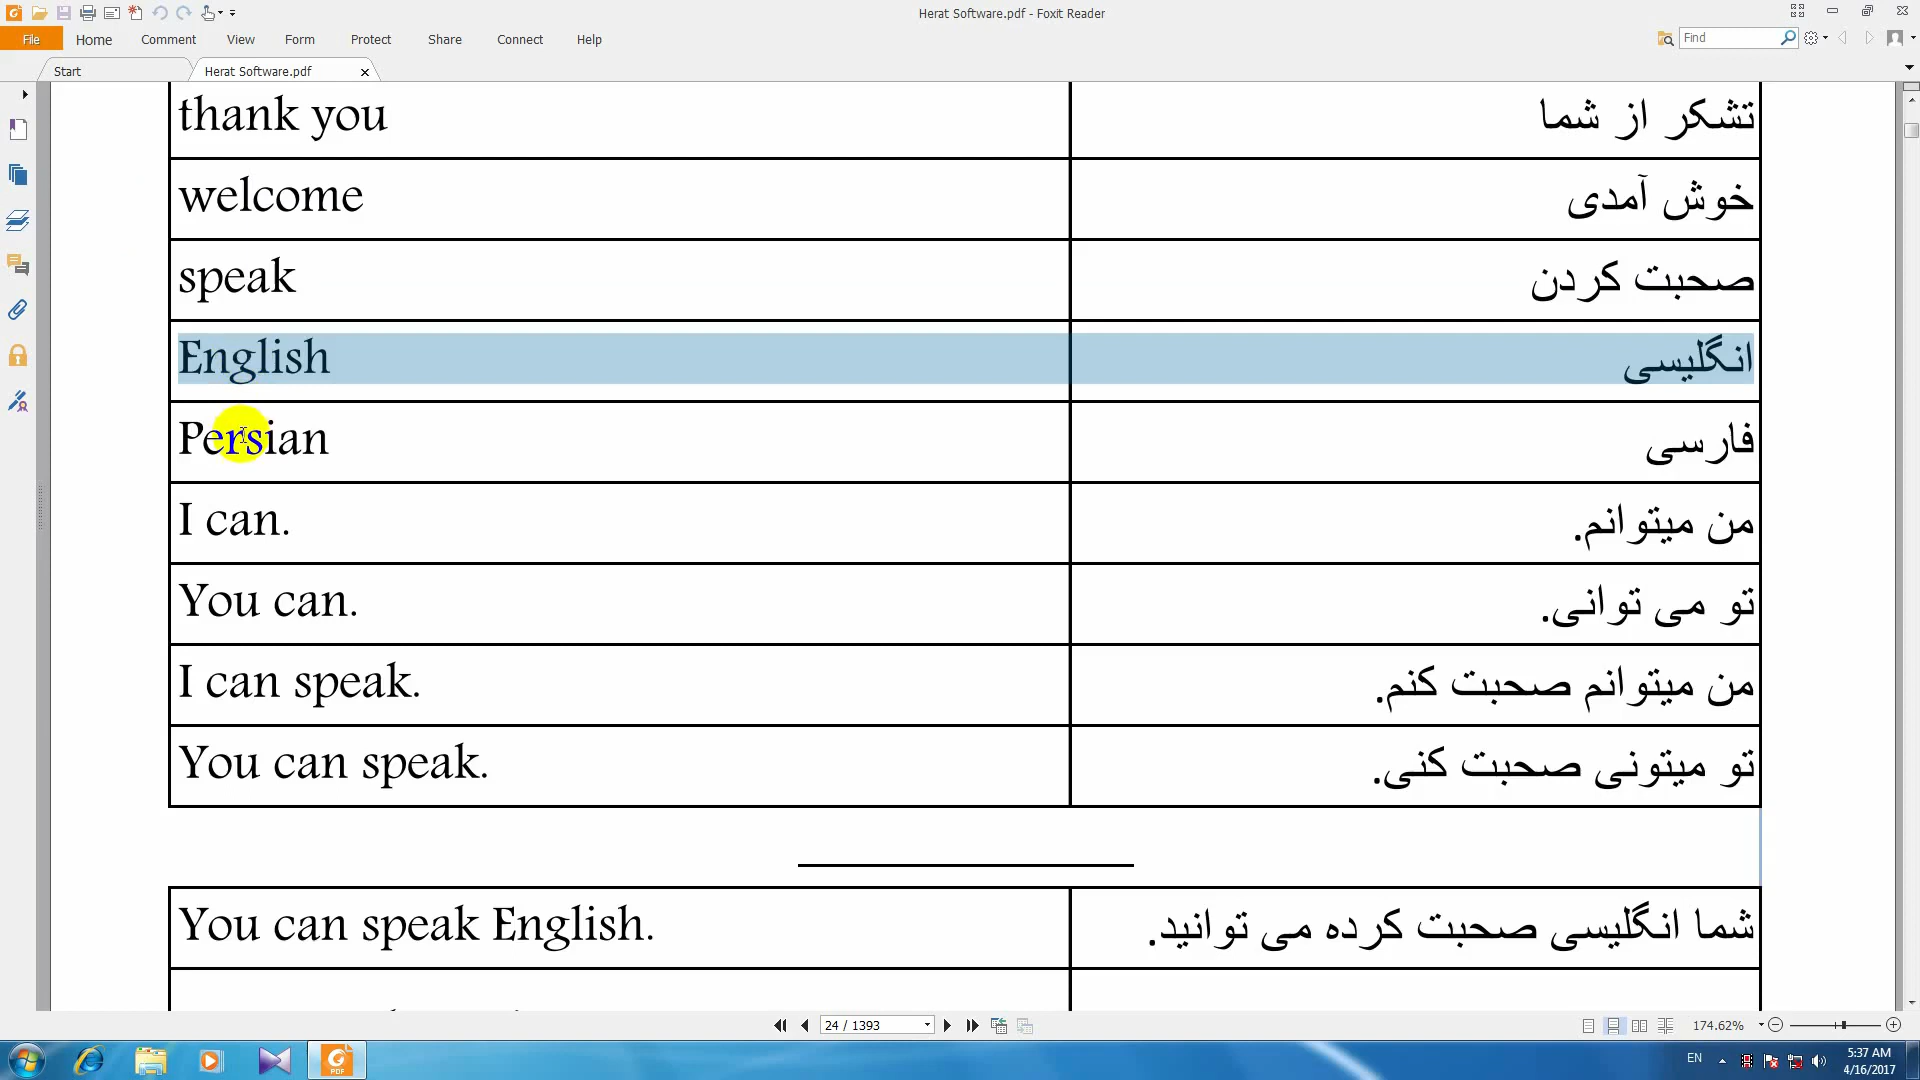 Herat Software.pdf - Foxit Reader
File Home Comment View Form Protect Share Connect Help
Find
Start
Herat Software.pdf
thank you
تشکر از شما
welcome
خوش آمدی
speak
صحبت کردن
English
انگلیسی
Persian
فارسی
I can.
من میتوانم.
You can.
تو می توانی.
I can speak.
من میتوانم صحبت کنم.
You can speak.
تو میتونی صحبت کنی.
You can speak English.
شما انگلیسی صحبت کرده می توانید.
24 / 1393
174.62%
PDF
EN
5:37 AM
4/16/2017